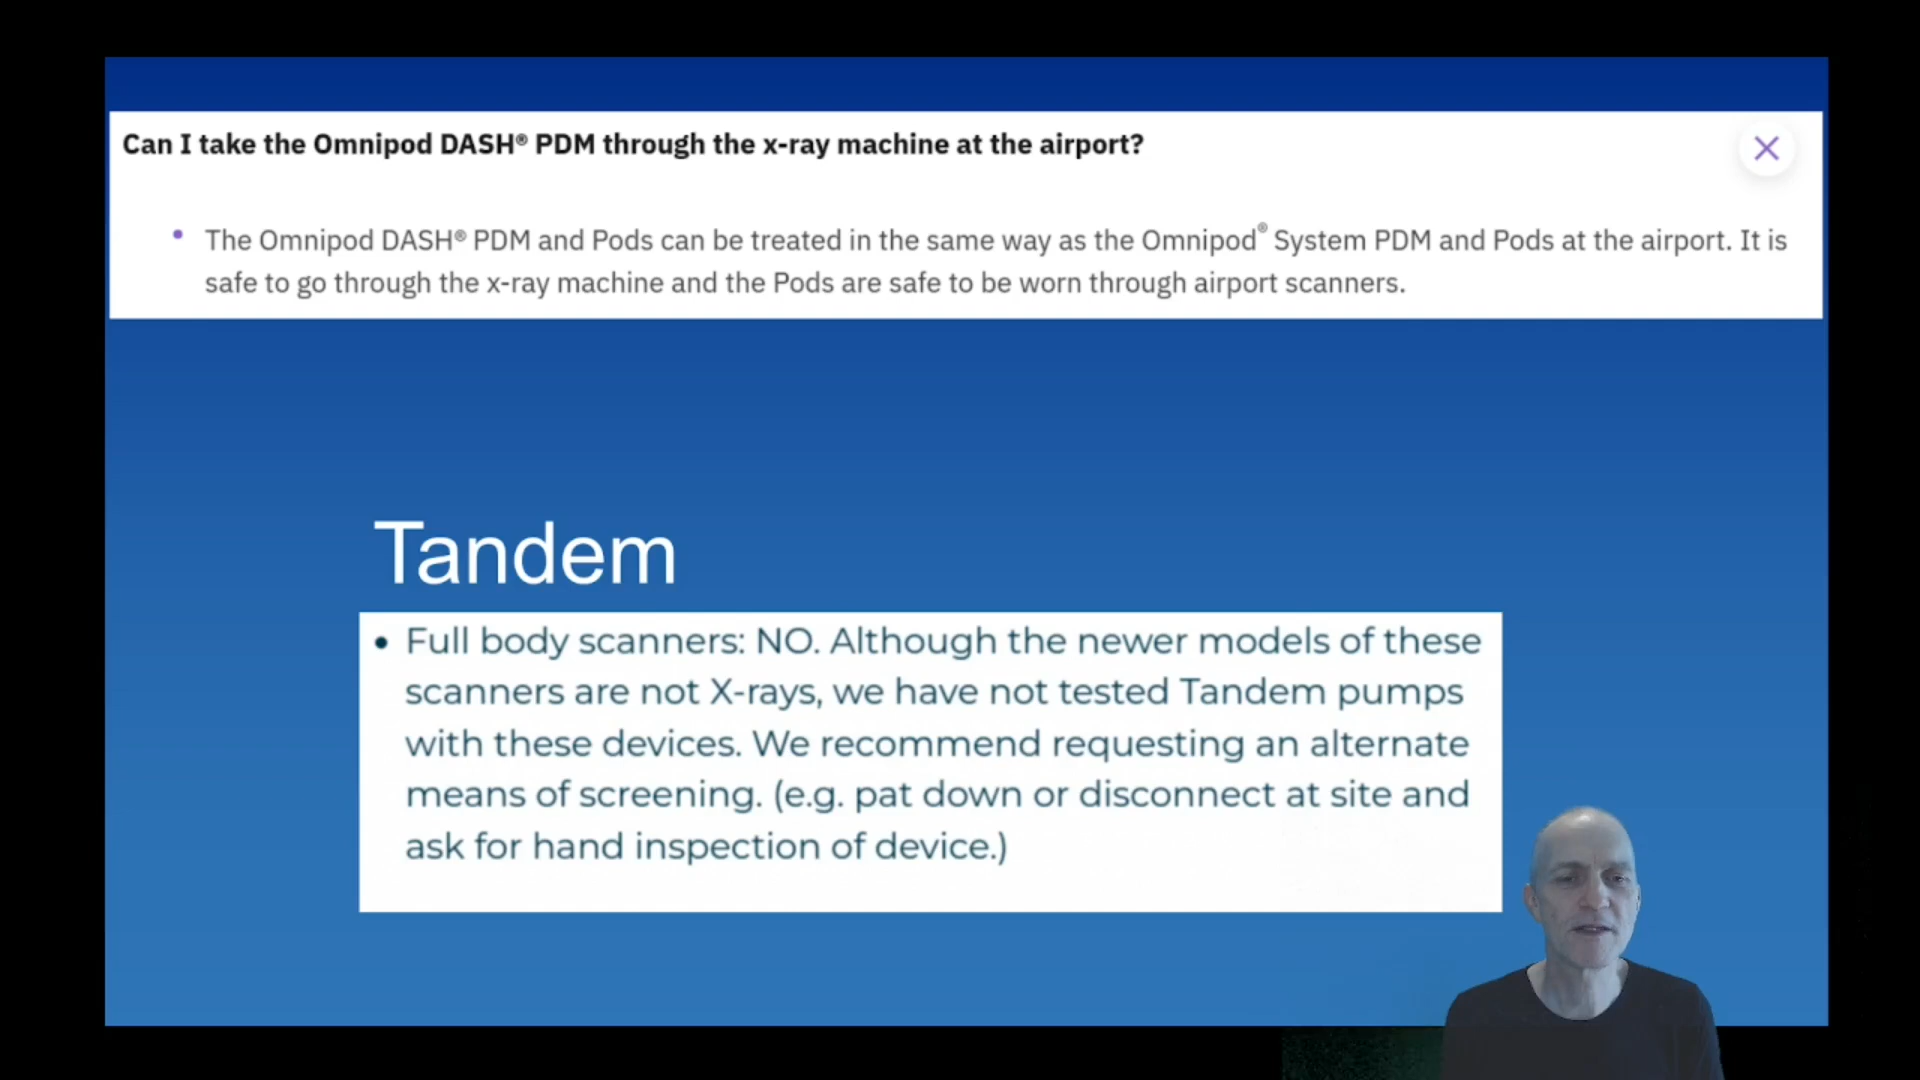 Can I take the Omnipod DASH® PDM through the x-ray machine at the airport?
• The Omnipod DASH® PDM and Pods can be treated in the same way as the Omnipod® System PDM and Pods at the airport. It is
safe to go through the x-ray machine and the Pods are safe to be worn through airport scanners.
Tandem
• Full body scanners: NO. Although the newer models of these
scanners are not X-rays, we have not tested Tandem pumps
with these devices. We recommend requesting an alternate
means of screening. (e.g. pat down or disconnect at site and
ask for hand inspection of device.)